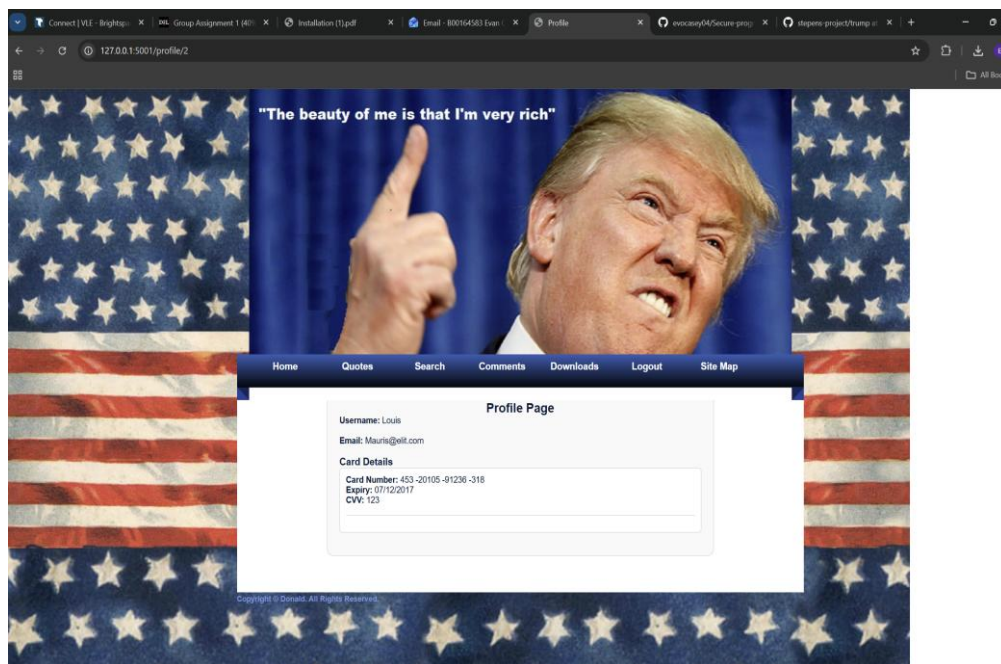 Connect | VLE - Brightspa
Group Assignment 1 (40%
Installation (1).pdf
Email - B00164583 Evan
Profile
evocasey04/Secure-prog
stepens-project/trump at
127.0.0.1:5001/profile/2
All Boo
"The beauty of me is that I'm very rich"
Home Quotes Search Comments Downloads Logout Site Map
Profile Page
Username: Louis
Email: Mauris@elit.com
Card Details
Card Number: 453 -20105 -91236 -318
Expiry: 07/12/2017
CVV: 123
Copyright © Donald. All Rights Reserved.